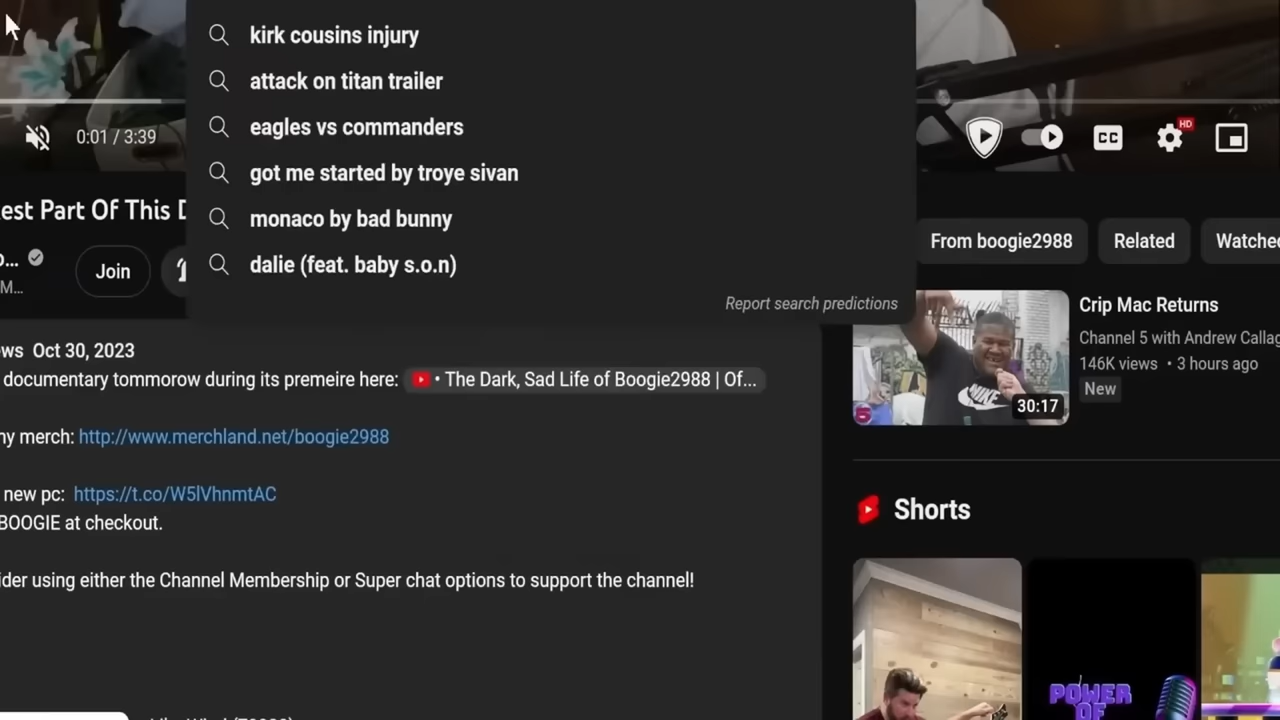 kirk cousins injury
attack on titan trailer
eagles vs commanders
0:01 / 3:39
CC
HD
got me started by troye sivan
est Part Of This D
monaco by bad bunny
From boogie2988
Related
Watched
Join
dalie (feat. baby s.o.n)
M...
Report search predictions
Crip Mac Returns
Channel 5 with Andrew Callag
146K views • 3 hours ago
New
NIKE
30:17
ws Oct 30, 2023
documentary tommorow during its premeire here: • The Dark, Sad Life of Boogie2988 | Of...
my merch: http://www.merchland.net/boogie2988
new pc: https://t.co/W5lVhnmtAC
BOOGIE at checkout.
Shorts
ider using either the Channel Membership or Super chat options to support the channel!
POWER
OF